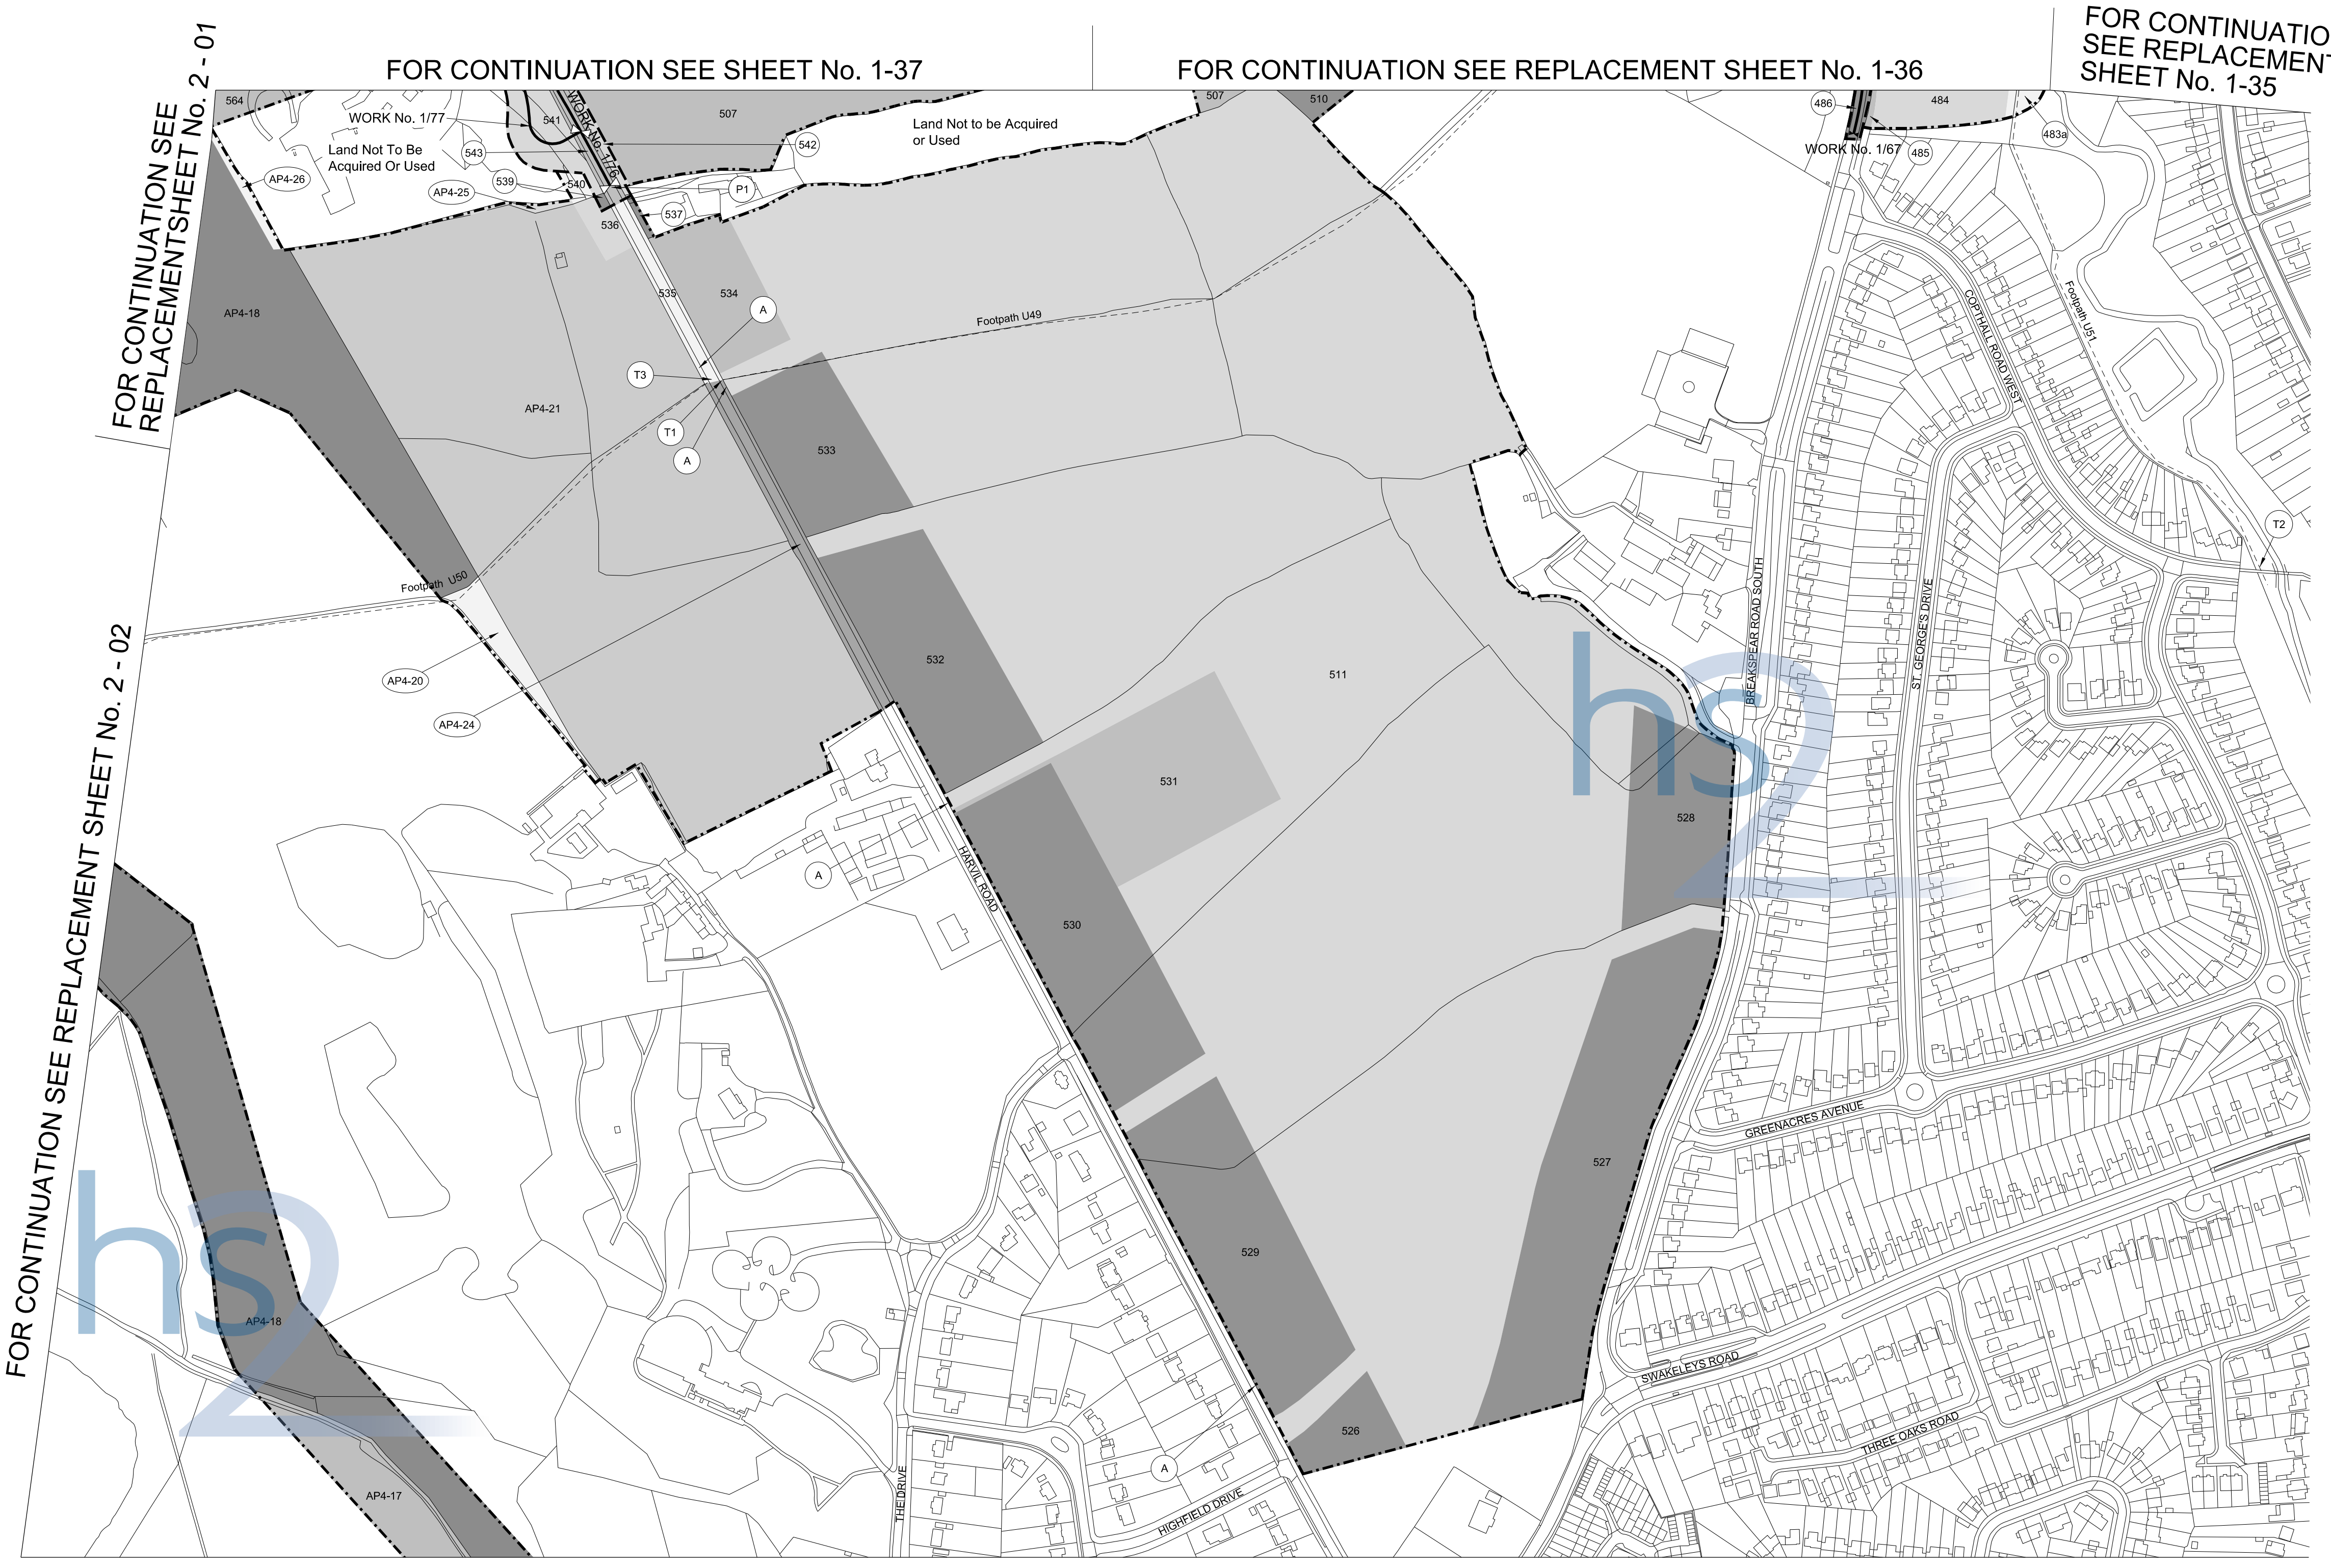 FOR CONTINUATION SEE
REPLACEMENTSHEET No. 2 - 01
FOR CONTINUATION SEE SHEET No. 1-37
FOR CONTINUATION SEE REPLACEMENT SHEET No. 1-36
FOR CONTINUATIO
SEE REPLACEMENT
SHEET No. 1-35
564
WORK No. 1/77
541
WORK No. 1/76
507
507
510
486
484
483a
Land Not to be Acquired
or Used
Land Not To Be
Acquired Or Used
543
542
WORK No. 1/67
485
AP4-26
AP4-25
539
540
P1
537
536
535
534
AP4-18
A
Footpath U49
Footpath U51
COPTHALL ROAD WEST
T3
AP4-21
T1
A
533
T2
Footpath U50
BREAKSPEAR ROAD SOUTH
ST. GEORGE'S DRIVE
532
511
AP4-20
AP4-24
FOR CONTINUATION SEE REPLACEMENT SHEET No. 2 - 02
hs2
531
528
A
HARVIL ROAD
530
GREENACRES AVENUE
527
529
hs2
AP4-18
SWAKELEYS ROAD
526
THREE OAKS ROAD
A
AP4-17
THE DRIVE
HIGHFIELD DRIVE